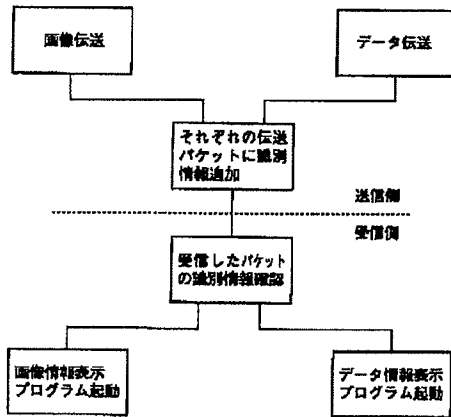 画像伝送
データ伝送
それぞれの伝送
パケットに識別
情報追加
送信側
受信側
受信したパケット
の識別情報確認
画像情報表示
プログラム起動
データ情報表示
プログラム起動